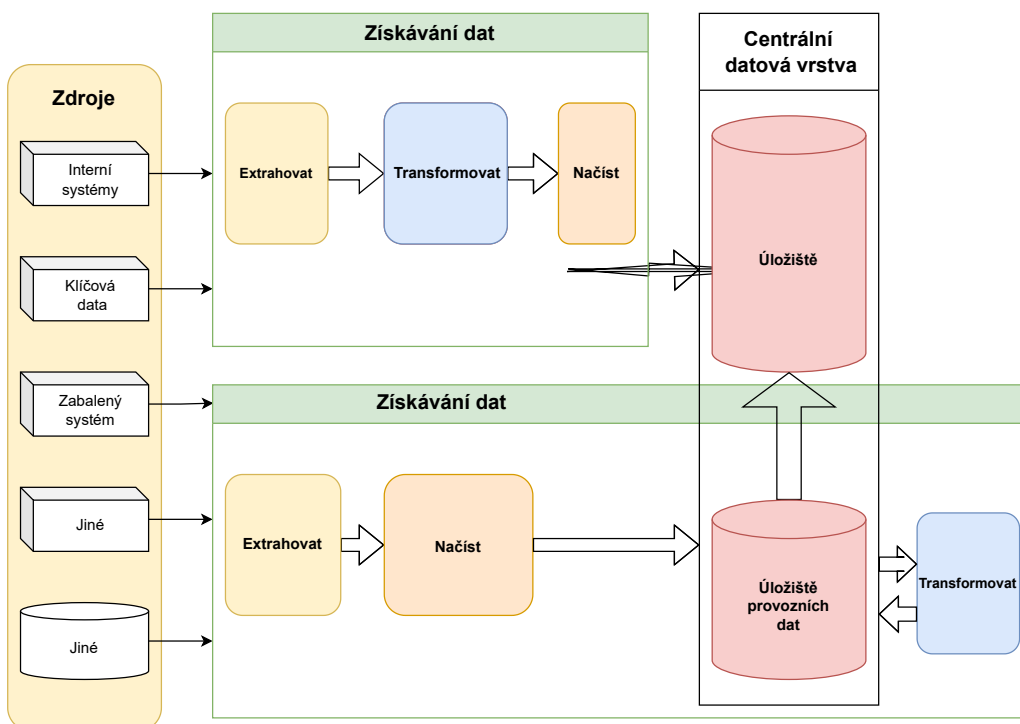 Získávání dat
Centrální
datová vrstva
Zdroje
Interní
systémy
Extrahovat
Transformovat
Načíst
Klíčová
data
Úložiště
Zabalený
systém
Získávání dat
Jiné
Extrahovat
Načíst
Úložiště
provozních
dat
Transformovat
Jiné